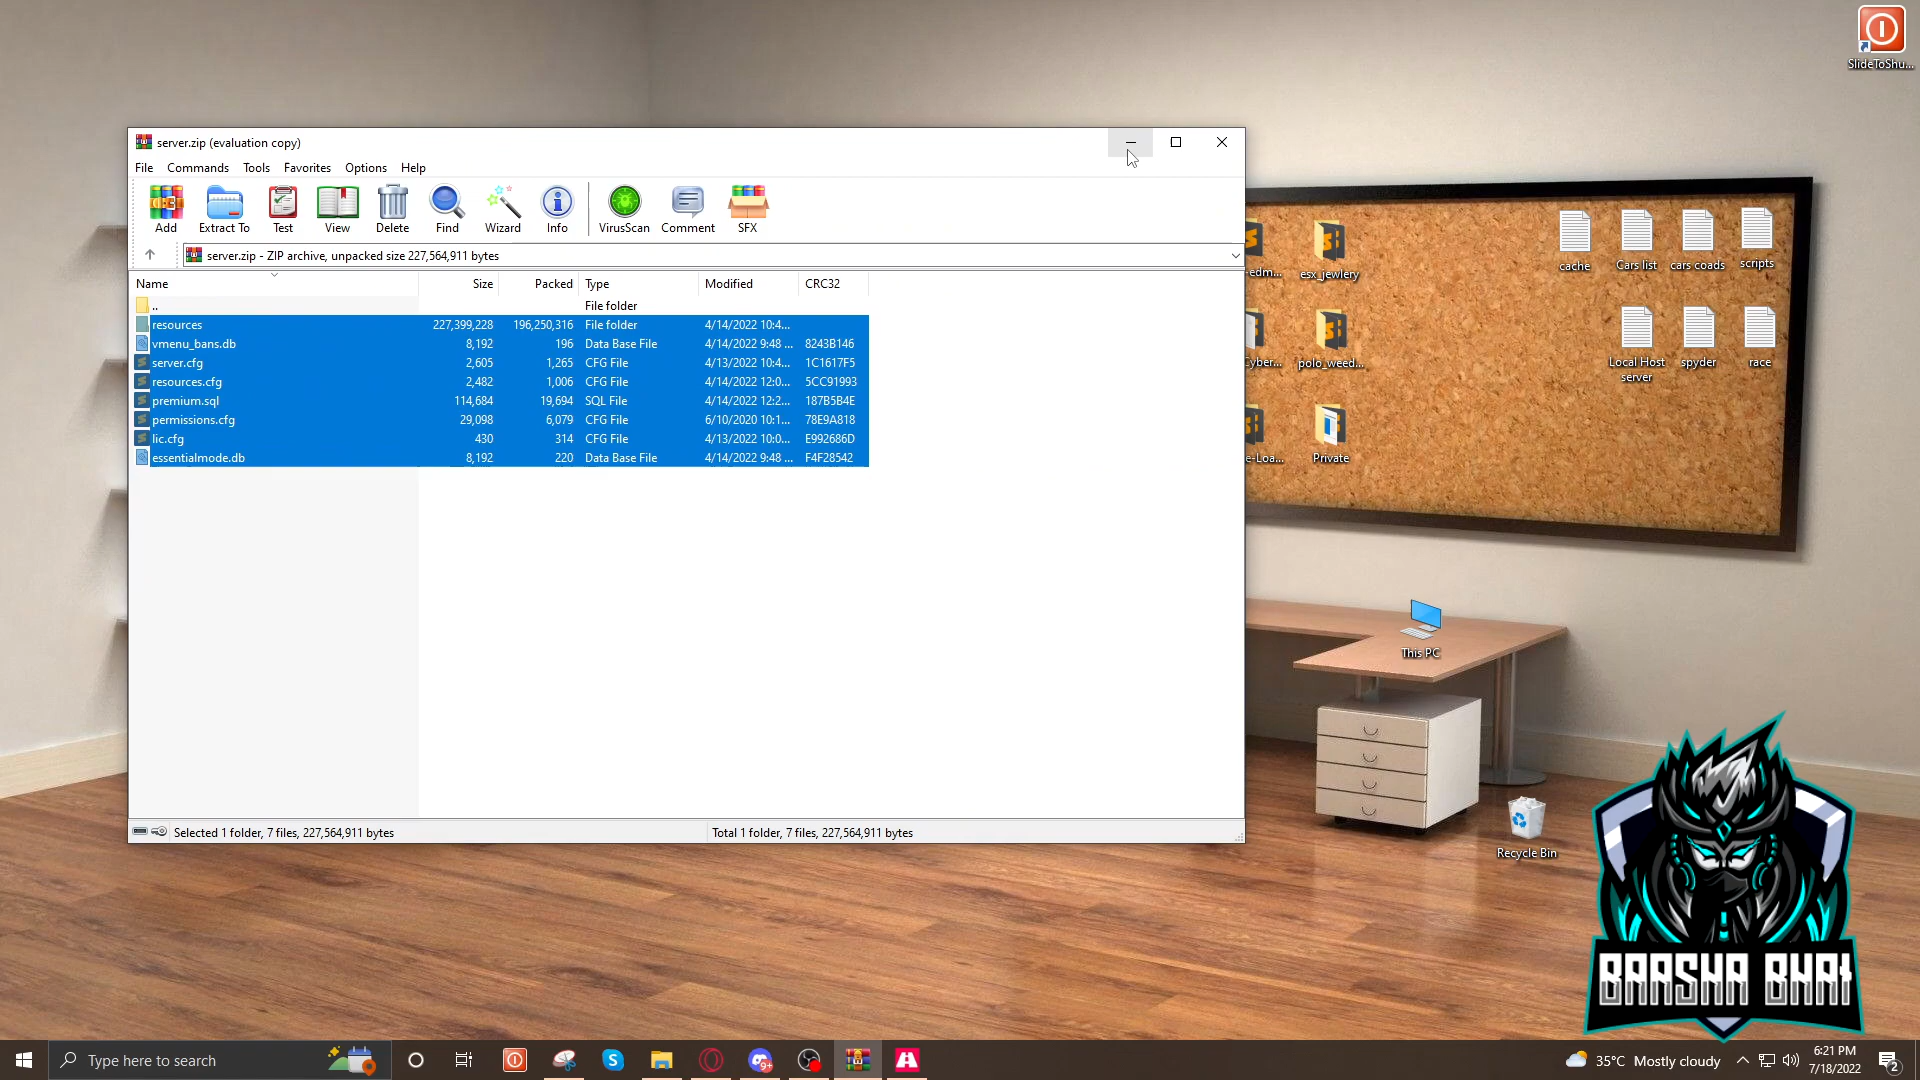 SlideToShu...
server.zip (evaluation copy)
File Commands Tools Favorites Options Help
Add Extract To Test View Delete Find Wizard Info VirusScan Comment SFX
server.zip - ZIP archive, unpacked size 227,564,911 bytes
Name Size Packed Type Modified CRC32
.. File folder
resources 227,399,228 196,250,316 File folder 4/14/2022 10:4...
vmenu_bans.db 8,192 196 Data Base File 4/14/2022 9:48 ... 8243B146
server.cfg 2,605 1,265 CFG File 4/13/2022 10:4... 1C1617F5
resources.cfg 2,482 1,006 CFG File 4/14/2022 12:0... 5CC91993
premium.sql 114,684 19,694 SQL File 4/14/2022 12:2... 187B5B4E
permissions.cfg 29,098 6,079 CFG File 6/10/2020 10:1... 78E9A818
lic.cfg 430 314 CFG File 4/13/2022 10:0... E992686D
essentialmode.db 8,192 220 Data Base File 4/14/2022 9:48 ... F4F28542
Selected 1 folder, 7 files, 227,564,911 bytes
Total 1 folder, 7 files, 227,564,911 bytes
-edm... esx_jewlery
cache Cars list cars coads scripts
yber... polo_weed...
Local Host server
spyder race
e-Loa... Private
This PC
Recycle Bin
BAASHA BHAI
Type here to search
9+
35°C Mostly cloudy
6:21 PM
7/18/2022
2